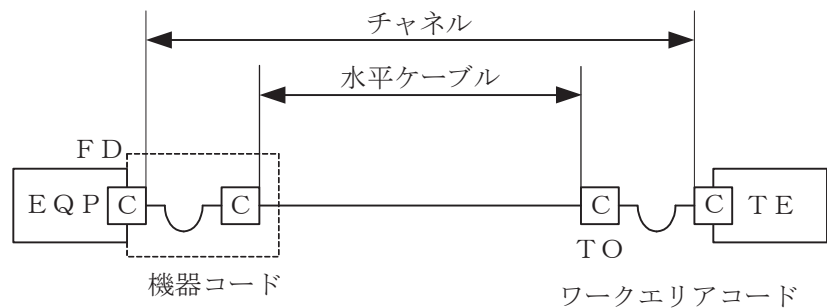 チャネル
水平ケーブル
ＦＤ
ＥＱＰ Ｃ Ｃ Ｃ Ｃ ＴＥ
ＴＯ
機器コード
ワークエリアコード